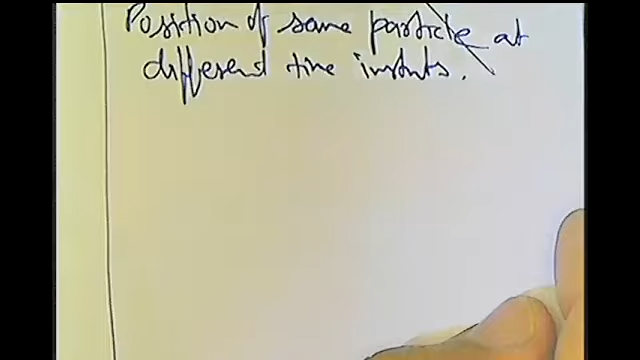 Position of same particle at
different time instants.